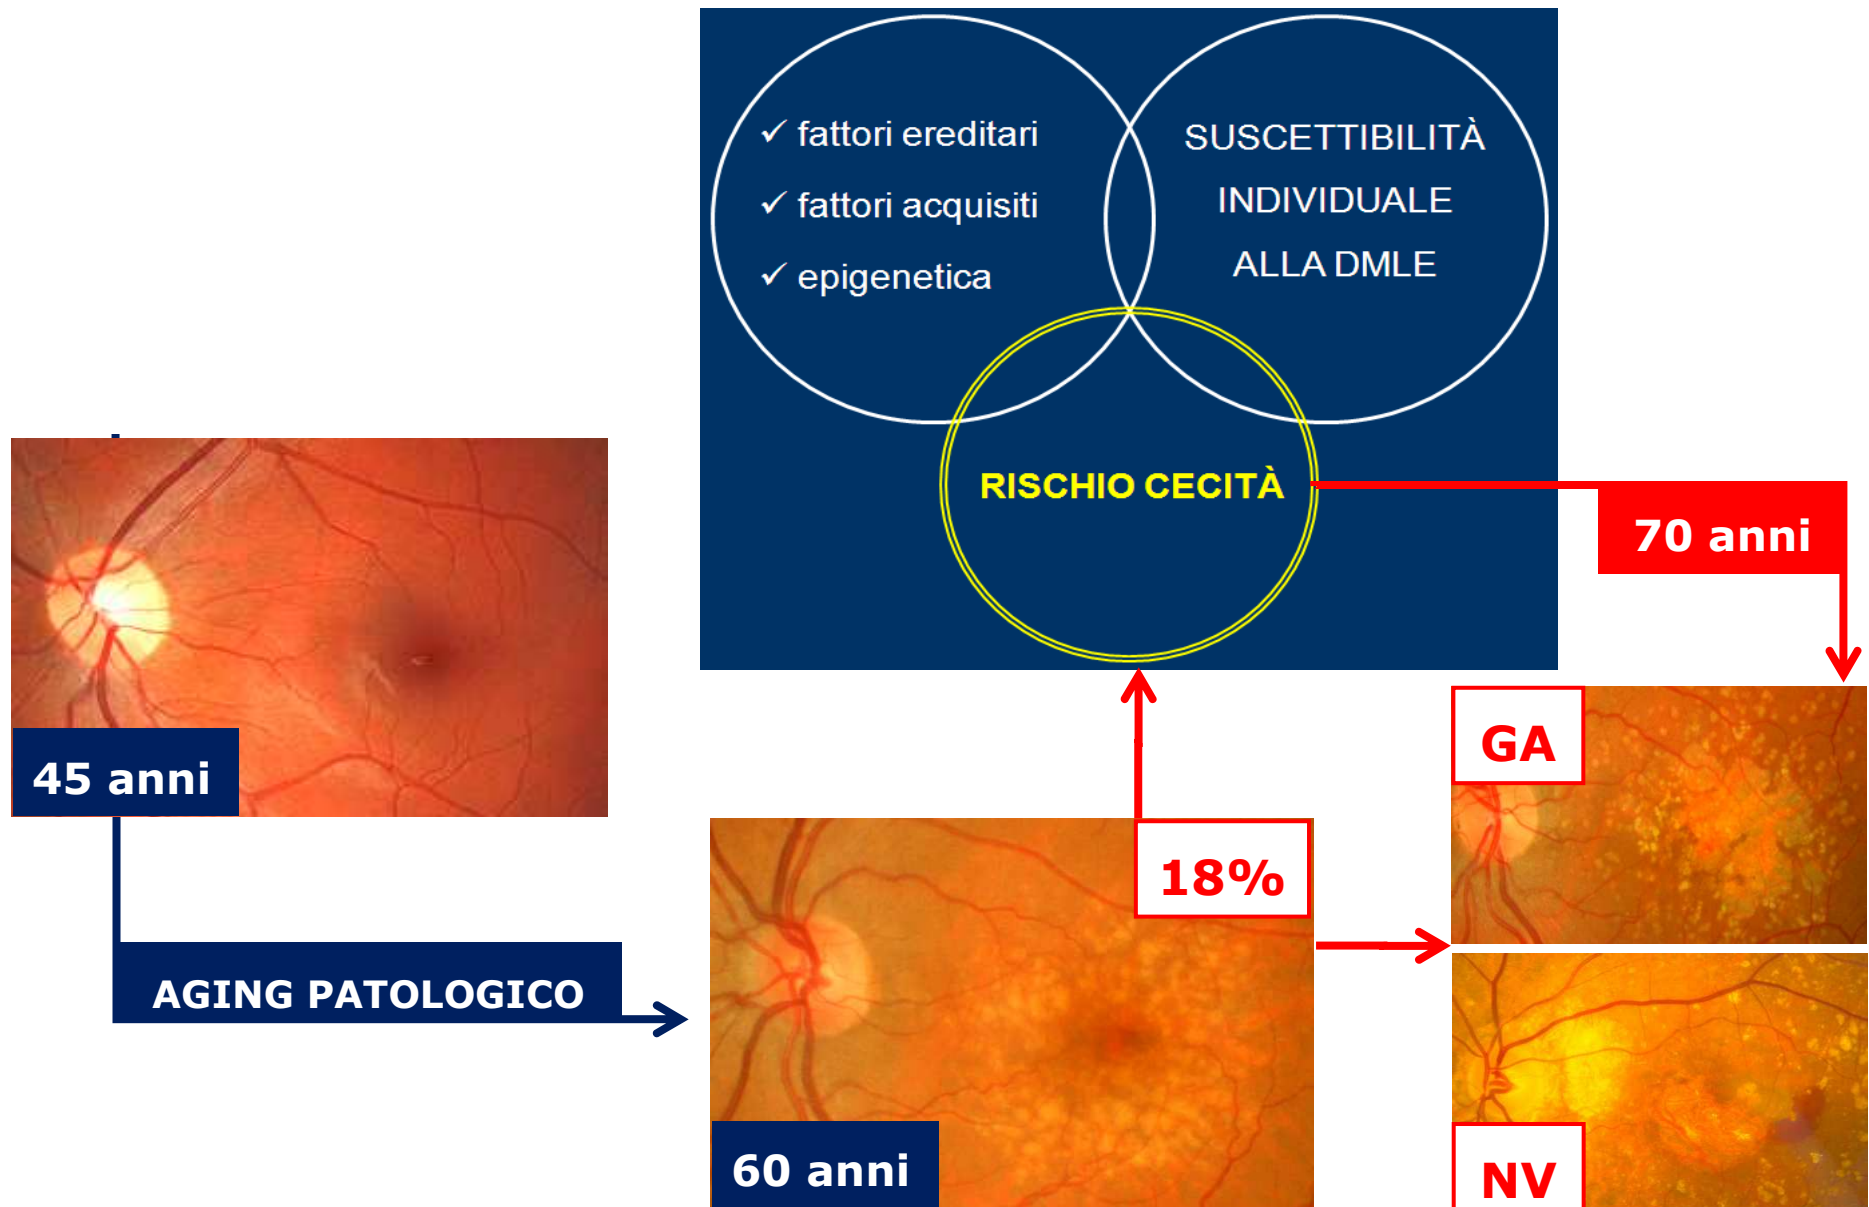 ✓ fattori ereditari
✓ fattori acquisiti
✓ epigenetica
SUSCETTIBILITÀ
INDIVIDUALE
ALLA DMLE
RISCHIO CECITÀ
70 anni
45 anni
GA
18%
AGING PATOLOGICO
60 anni
NV